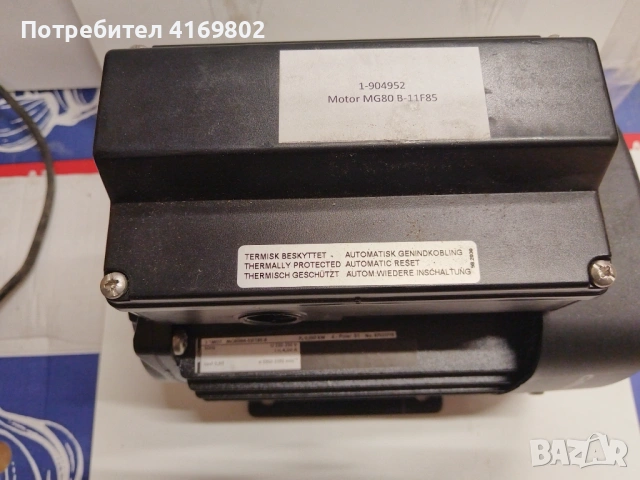 Потребител 4169802
1-904952
Motor MG80 B-11F85
TERMISK BESKYTTET - AUTOMATISK GENINDKOBLING
THERMALLY PROTECTED AUTOMATIC RESET
THERMISCH GESCHÜTZT AUTOM WIEDERE INSCHALTUNG
BAZAR